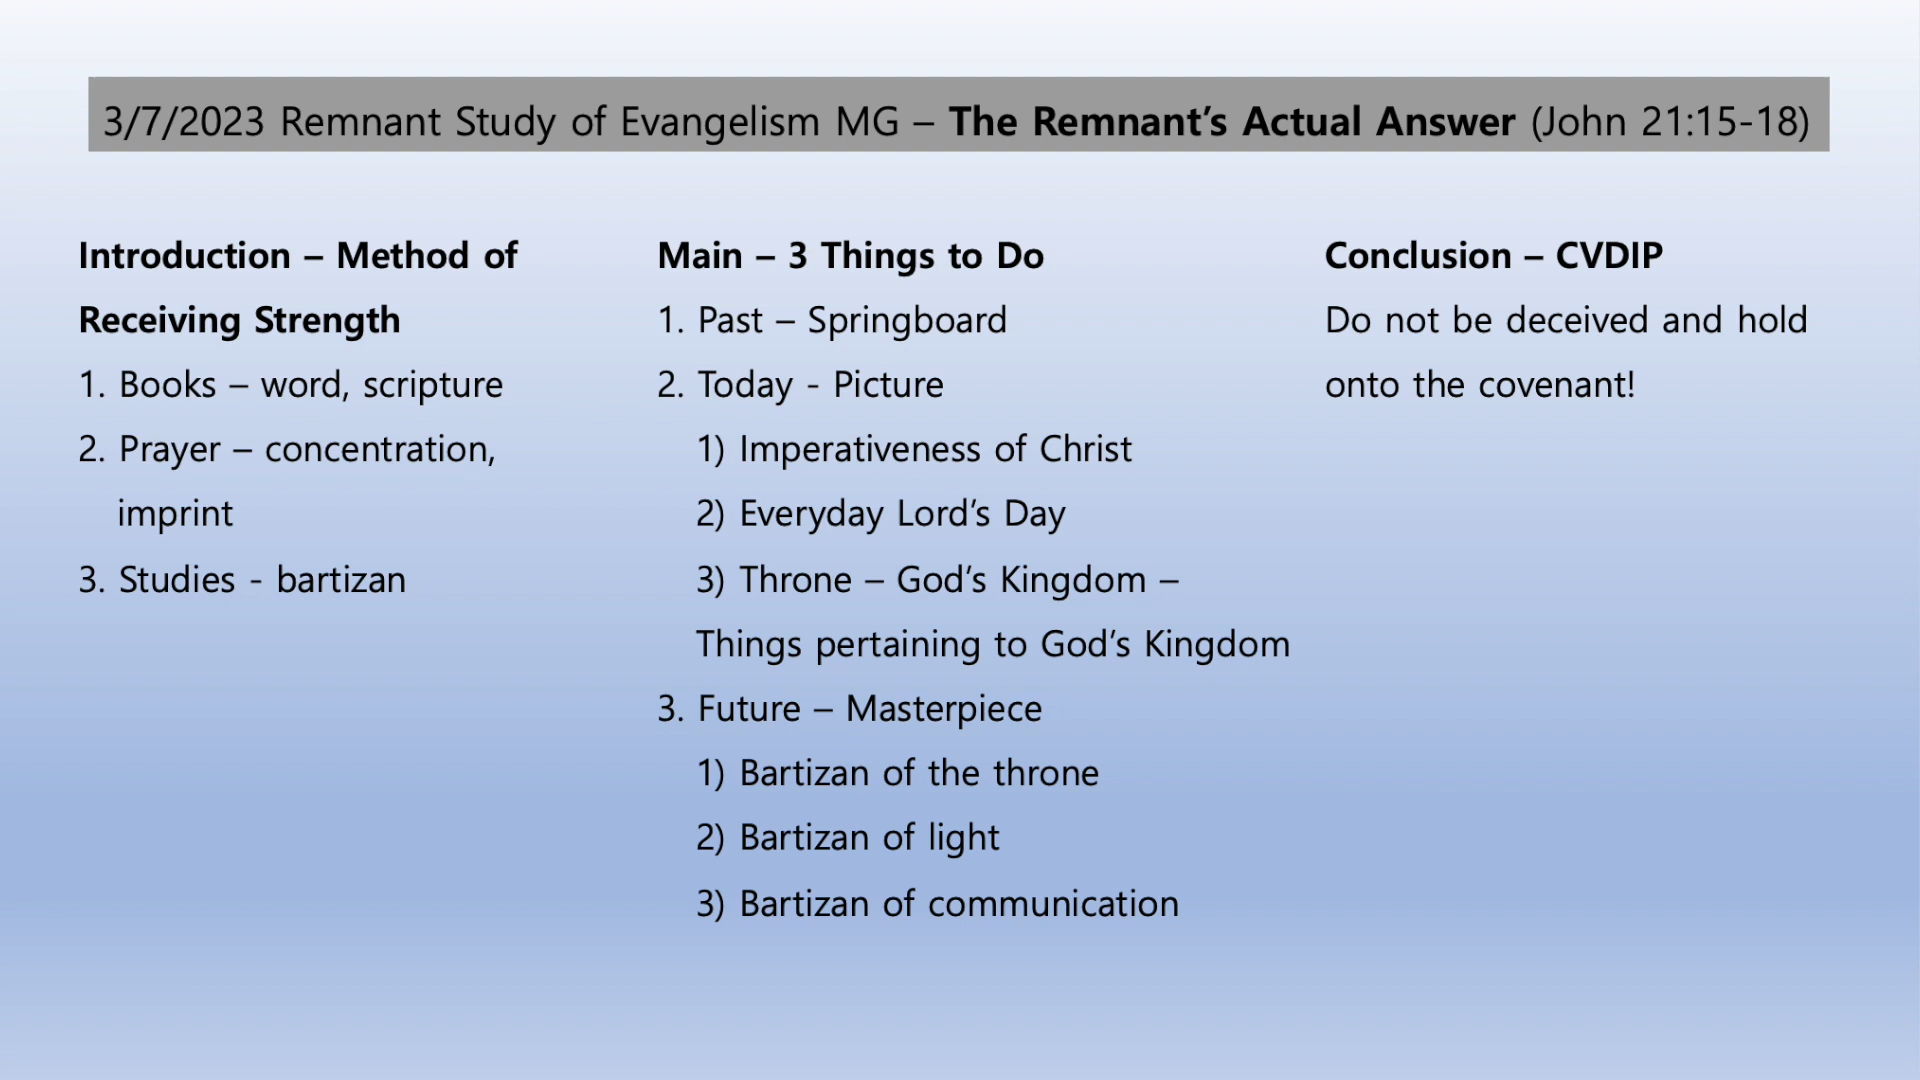 3/7/2023 Remnant Study of Evangelism MG – The Remnant’s Actual Answer (John 21:15-18)
Introduction – Method of
Receiving Strength
1. Books – word, scripture
2. Prayer – concentration,
imprint
3. Studies - bartizan
Main – 3 Things to Do
1. Past – Springboard
2. Today - Picture
1) Imperativeness of Christ
2) Everyday Lord’s Day
3) Throne – God’s Kingdom –
Things pertaining to God’s Kingdom
3. Future – Masterpiece
1) Bartizan of the throne
2) Bartizan of light
3) Bartizan of communication
Conclusion – CVDIP
Do not be deceived and hold
onto the covenant!